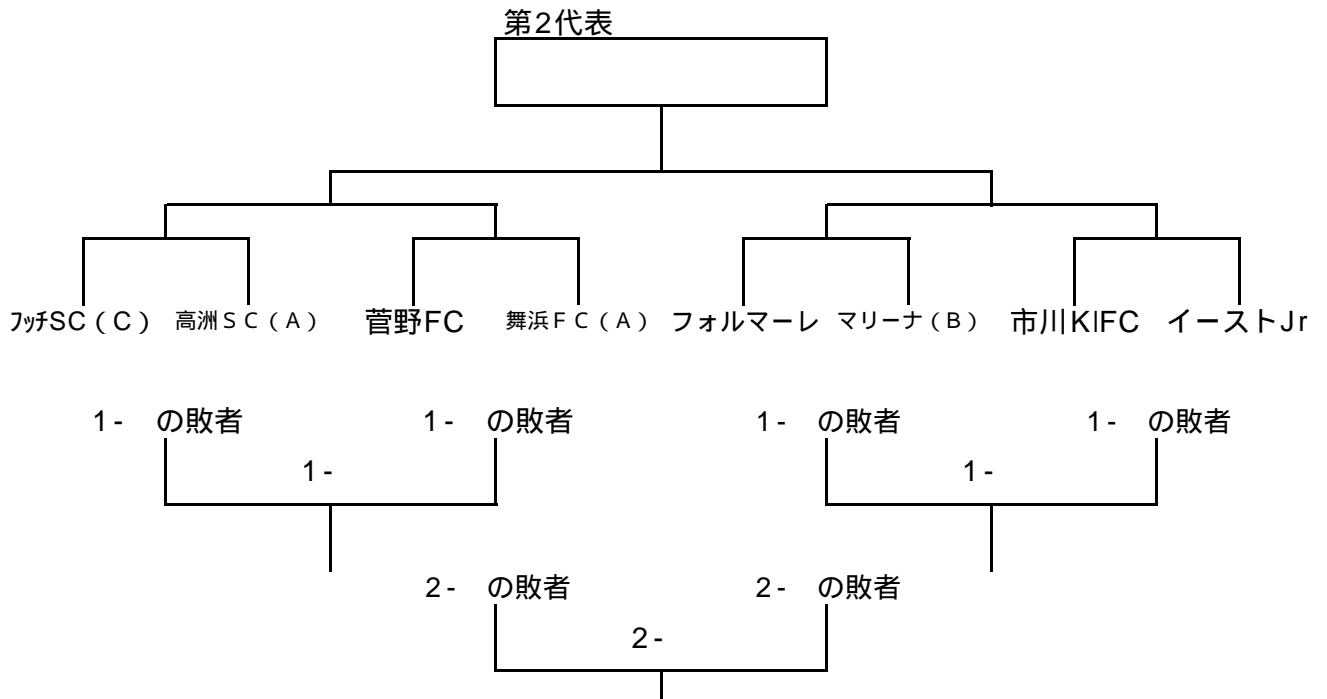 第2代表
ﾌｯﾁSC（C） 高洲ＳＣ（A） 菅野FC 舞浜ＦＣ（A） フォルマーレ マリーナ（B） 市川KIFC イーストJr
1- の敗者 1- の敗者 1- の敗者 1- の敗者
1- 1-
2- の敗者 2- の敗者
2-